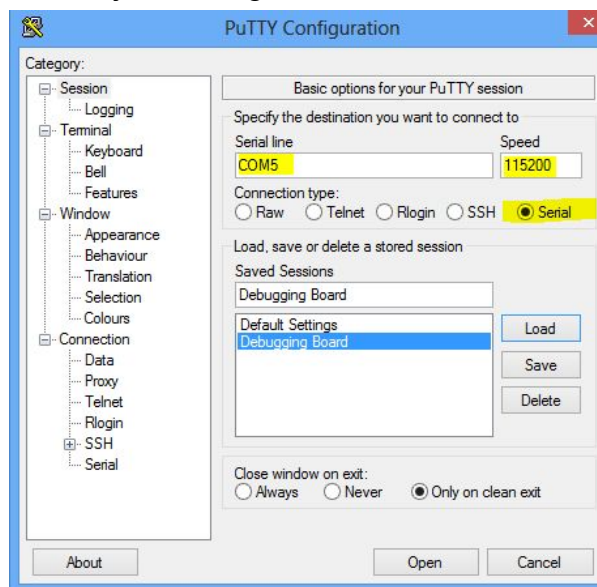 PuTTY Configuration
Category:
Session
Logging
Terminal
Keyboard
Bell
Features
Window
Appearance
Behaviour
Translation
Selection
Colours
Connection
Data
Proxy
Telnet
Rlogin
SSH
Serial
Basic options for your PuTTY session
Specify the destination you want to connect to
Serial line Speed
COM5 115200
Connection type:
Raw Telnet Rlogin SSH Serial
Load, save or delete a stored session
Saved Sessions
Debugging Board
Default Settings
Debugging Board
Load
Save
Delete
Close window on exit:
Always Never Only on clean exit
About Open Cancel